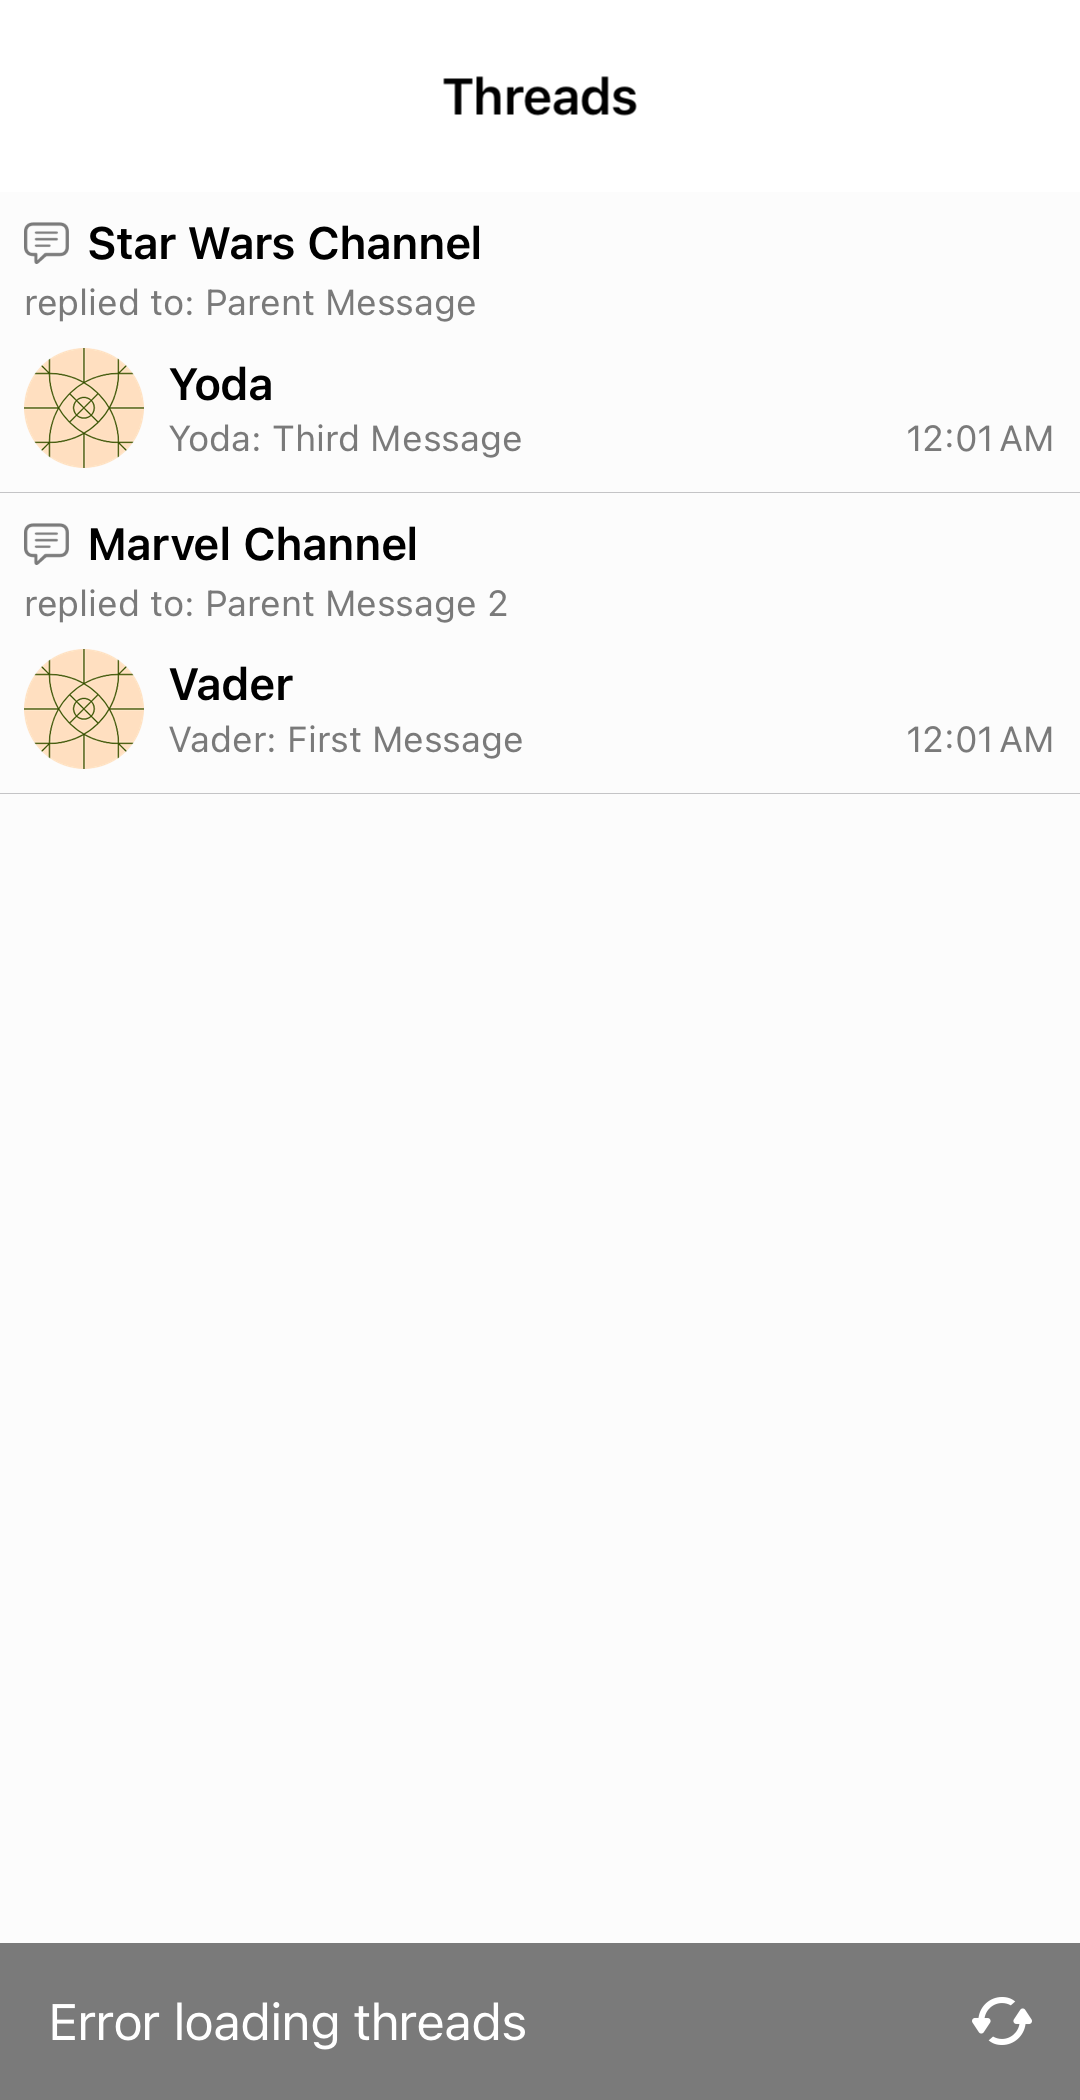 Threads
Star Wars Channel
replied to: Parent Message
Yoda
Yoda: Third Message 12:01 AM
Marvel Channel
replied to: Parent Message 2
Vader
Vader: First Message 12:01 AM
Error loading threads